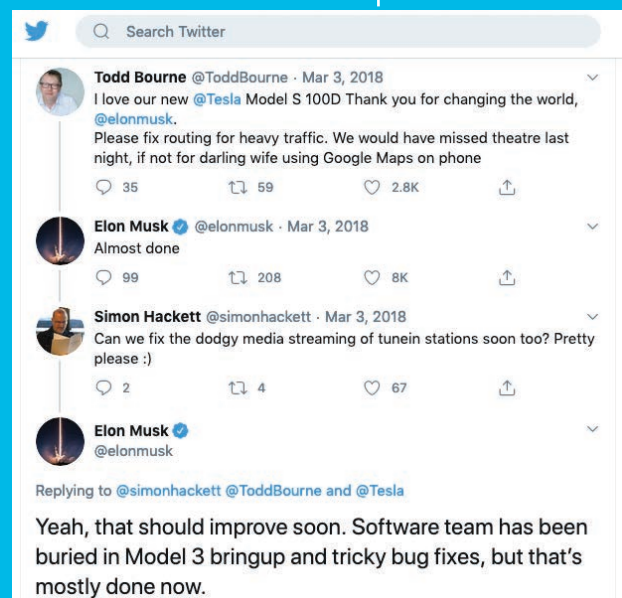 Search Twitter
Todd Bourne @ToddBourne · Mar 3, 2018
I love our new @Tesla Model S 100D Thank you for changing the world,
@elonmusk.
Please fix routing for heavy traffic. We would have missed theatre last
night, if not for darling wife using Google Maps on phone
35 59 2.8K
Elon Musk @elonmusk · Mar 3, 2018
Almost done
99 208 8K
Simon Hackett @simonhackett · Mar 3, 2018
Can we fix the dodgy media streaming of tunein stations soon too? Pretty
please :)
2 4 67
Elon Musk
@elonmusk
Replying to @simonhackett @ToddBourne and @Tesla
Yeah, that should improve soon. Software team has been
buried in Model 3 bringup and tricky bug fixes, but that's
mostly done now.